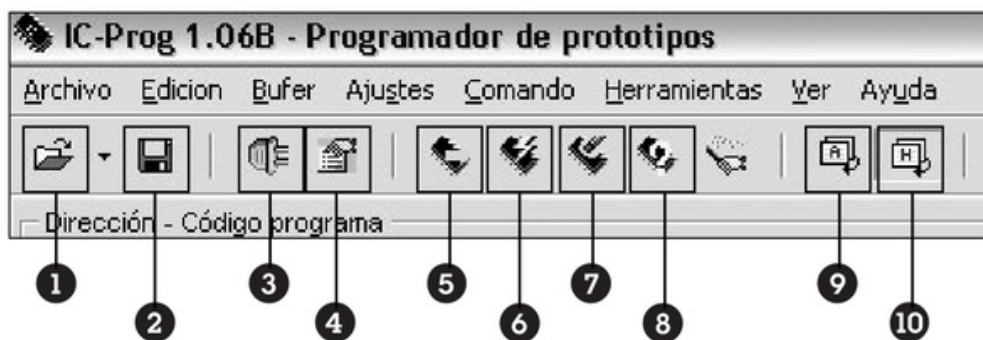 IC-Prog 1.06B - Programador de prototipos
Archivo Edicion Bufer Ajustes Comando Herramientas Ver Ayuda
A H
Dirección - Código programa
1 3 5 7 9
2 4 6 8 10